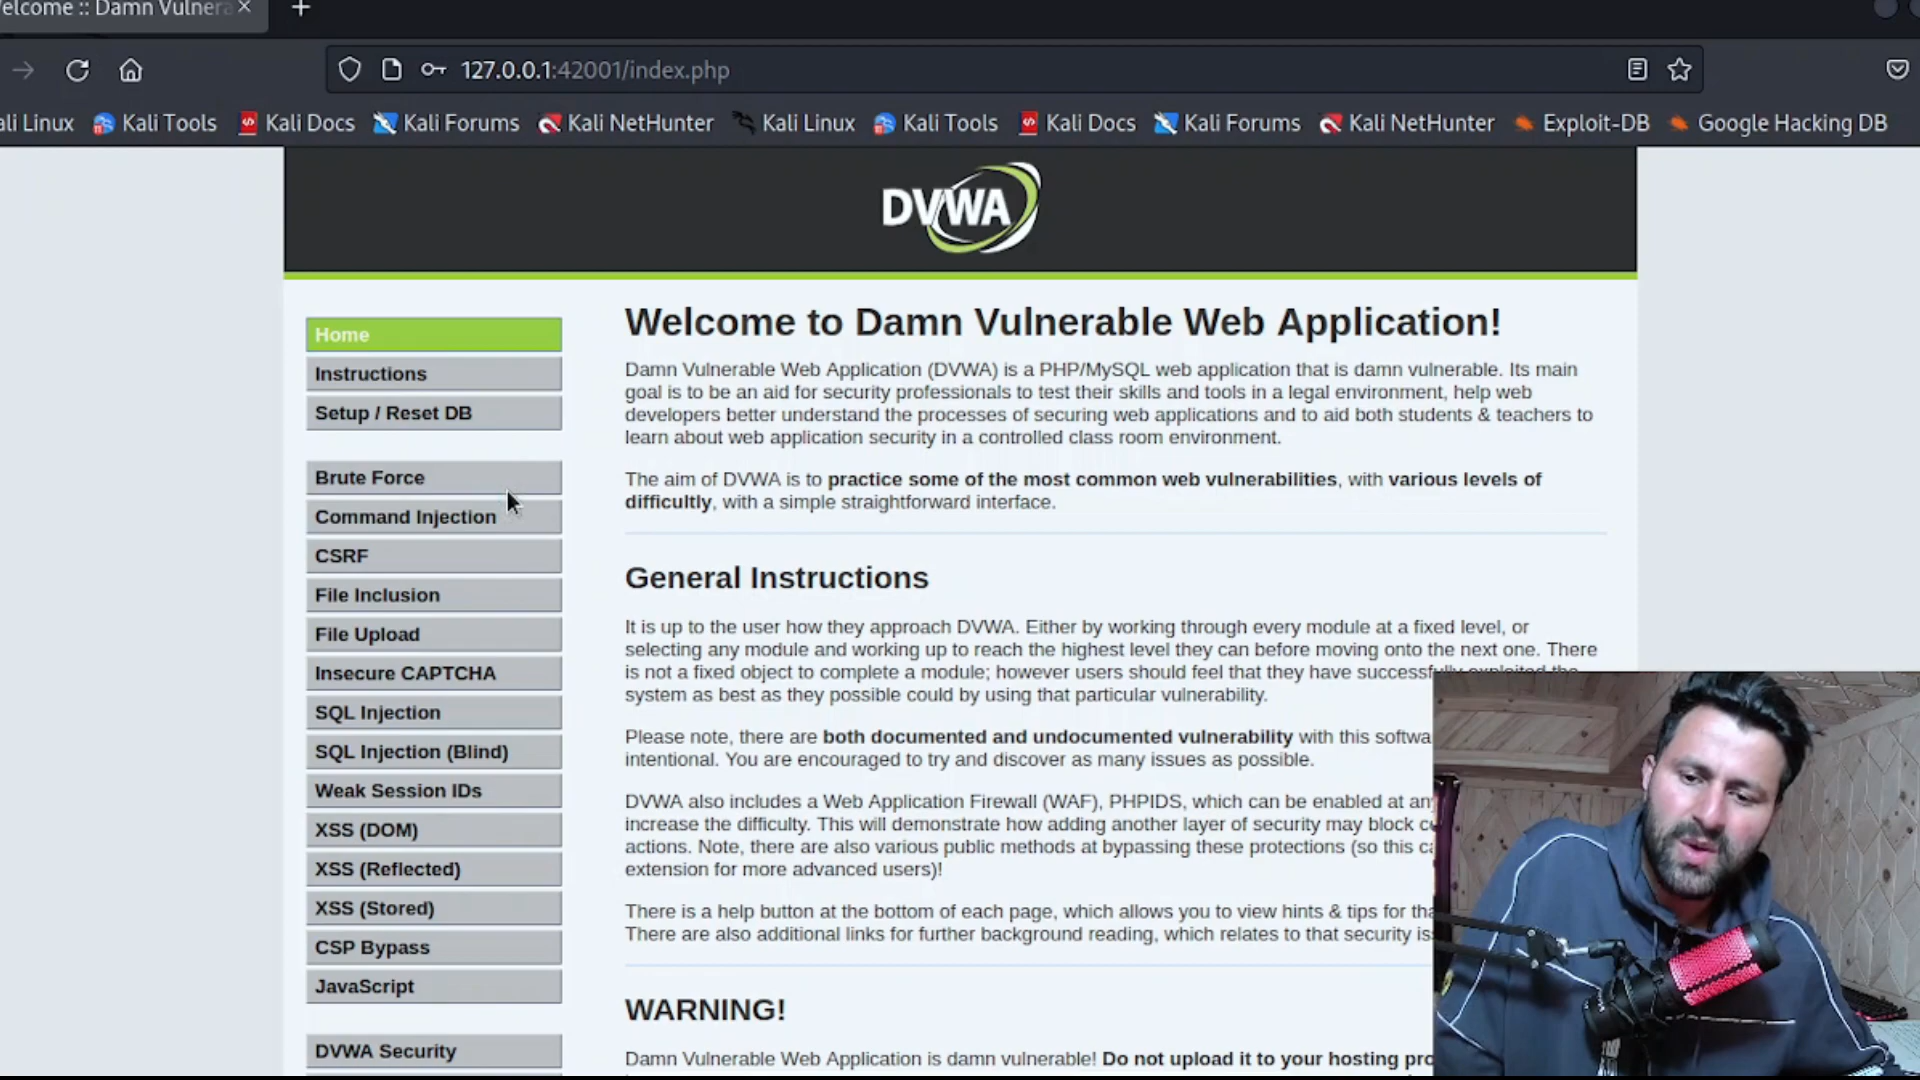 elcome :: Damn Vulnera
127.0.0.1:42001/index.php
ali Linux Kali Tools Kali Docs Kali Forums Kali NetHunter Kali Linux Kali Tools Kali Docs Kali Forums Kali NetHunter Exploit-DB Google Hacking DB
DVWA
Home
Instructions
Setup / Reset DB
Brute Force
Command Injection
CSRF
File Inclusion
File Upload
Insecure CAPTCHA
SQL Injection
SQL Injection (Blind)
Weak Session IDs
XSS (DOM)
XSS (Reflected)
XSS (Stored)
CSP Bypass
JavaScript
DVWA Security
Welcome to Damn Vulnerable Web Application!
Damn Vulnerable Web Application (DVWA) is a PHP/MySQL web application that is damn vulnerable. Its main
goal is to be an aid for security professionals to test their skills and tools in a legal environment, help web
developers better understand the processes of securing web applications and to aid both students & teachers to
learn about web application security in a controlled class room environment.
The aim of DVWA is to practice some of the most common web vulnerabilities, with various levels of
difficultly, with a simple straightforward interface.
General Instructions
It is up to the user how they approach DVWA. Either by working through every module at a fixed level, or
selecting any module and working up to reach the highest level they can before moving onto the next one. There
is not a fixed object to complete a module; however users should feel that they have successfully exploited the
system as best as they possible could by using that particular vulnerability.
Please note, there are both documented and undocumented vulnerability with this softwa
intentional. You are encouraged to try and discover as many issues as possible.
DVWA also includes a Web Application Firewall (WAF), PHPIDS, which can be enabled at an
increase the difficulty. This will demonstrate how adding another layer of security may block c
actions. Note, there are also various public methods at bypassing these protections (so this ca
extension for more advanced users)!
There is a help button at the bottom of each page, which allows you to view hints & tips for tha
There are also additional links for further background reading, which relates to that security is
WARNING!
Damn Vulnerable Web Application is damn vulnerable! Do not upload it to your hosting pro